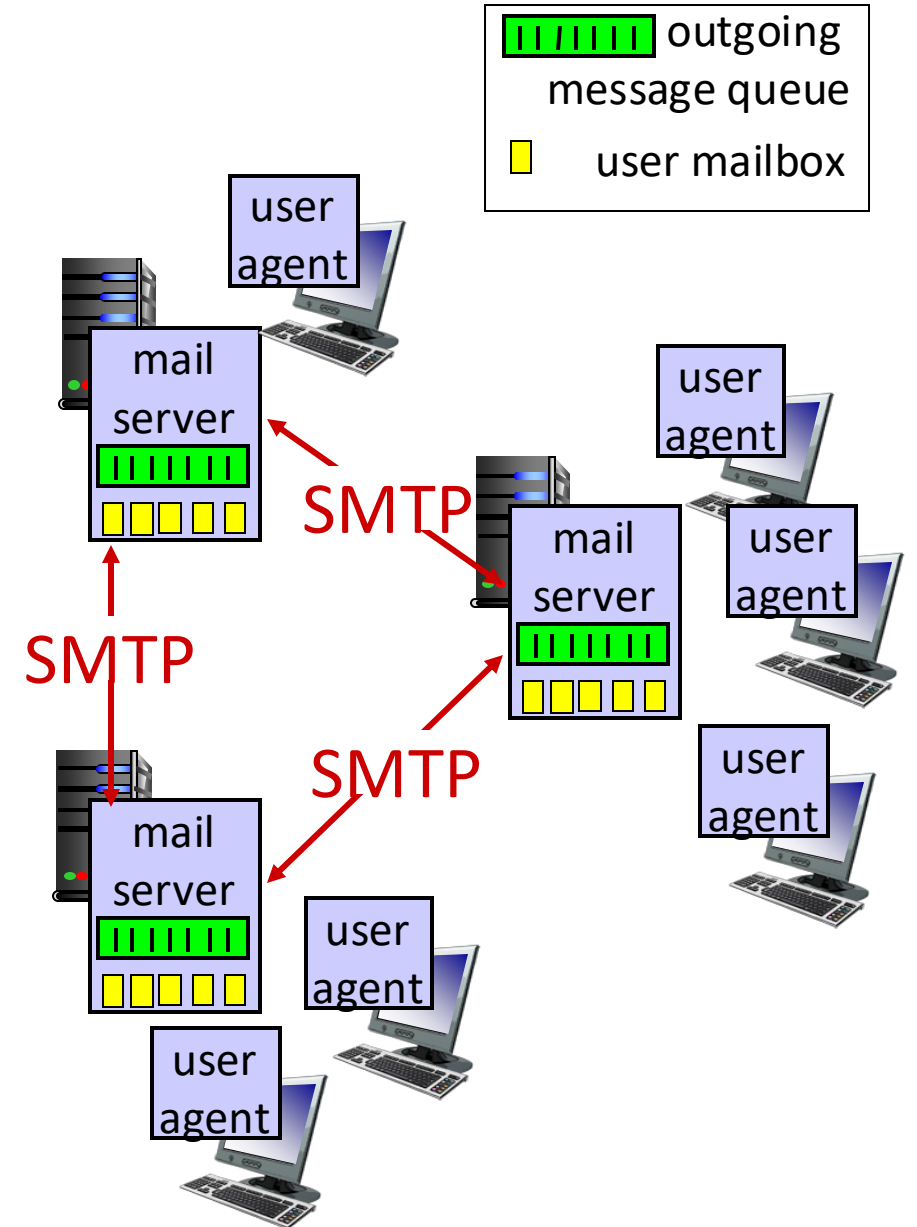 outgoing
message queue
user mailbox
user
agent
mail
server
user
agent
SMTP
mail
server
user
agent
SMTP
user
agent
SMTP
mail
server
user
agent
user
agent